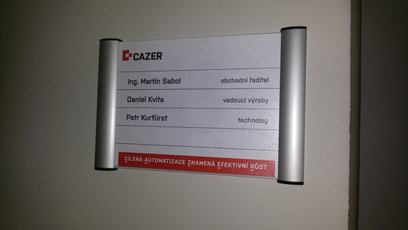 CAZER
Ing. Martin Sabol obchodní ředitel
Daniel Kvita vedoucí výroby
Petr Kurfürst technolog
CÍLENÁ AUTOMATIZACE ZNAMENÁ EFEKTIVNÍ RŮST